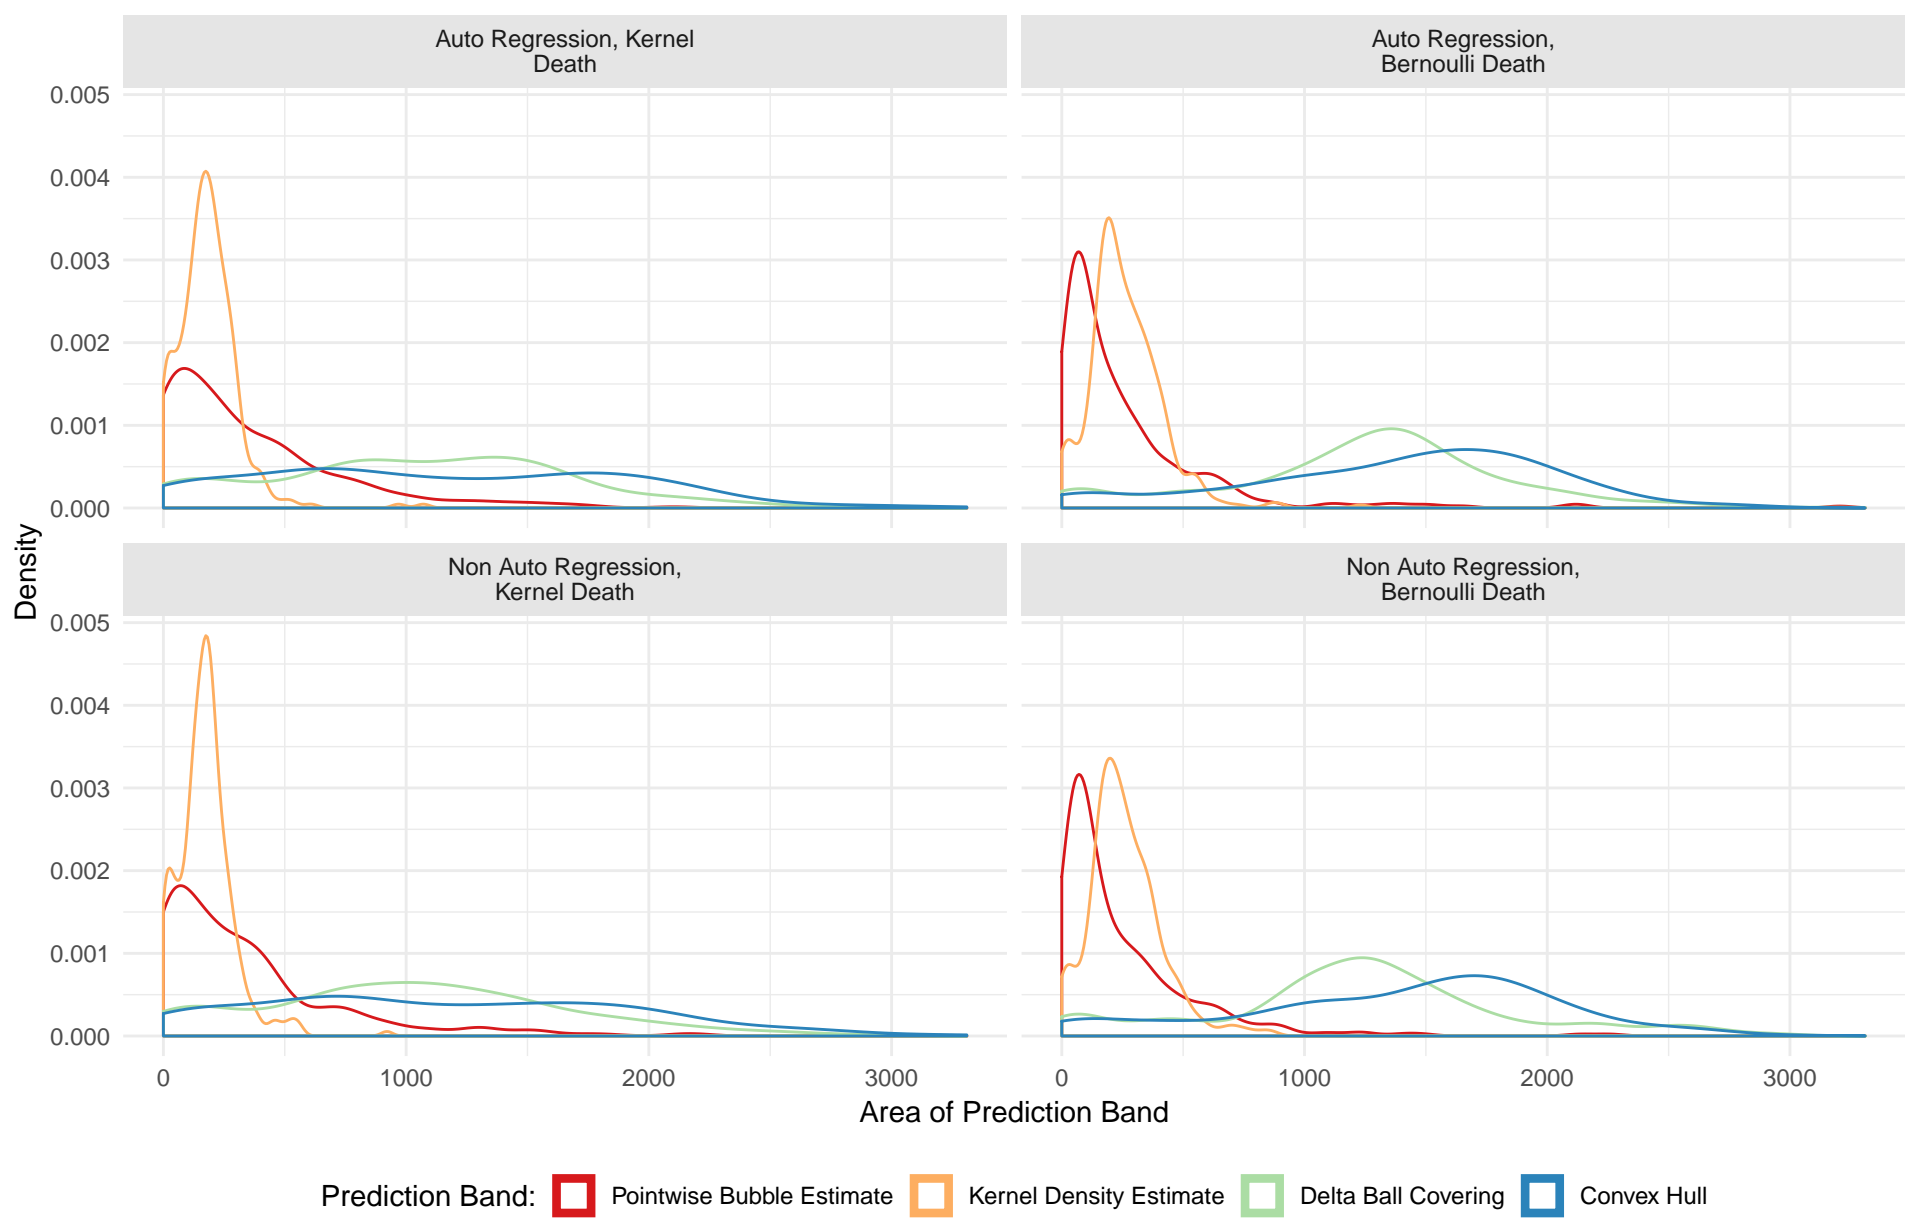 Auto Regression, Kernel
Death
Auto Regression,
Bernoulli Death
0.005
0.004
0.003
0.002
0.001
0.000
Non Auto Regression,
Kernel Death
Non Auto Regression,
Bernoulli Death
0.005
0.004
0.003
0.002
0.001
0.000
Density
0 1000 2000 3000
0 1000 2000 3000
Area of Prediction Band
Prediction Band: Pointwise Bubble Estimate Kernel Density Estimate Delta Ball Covering Convex Hull